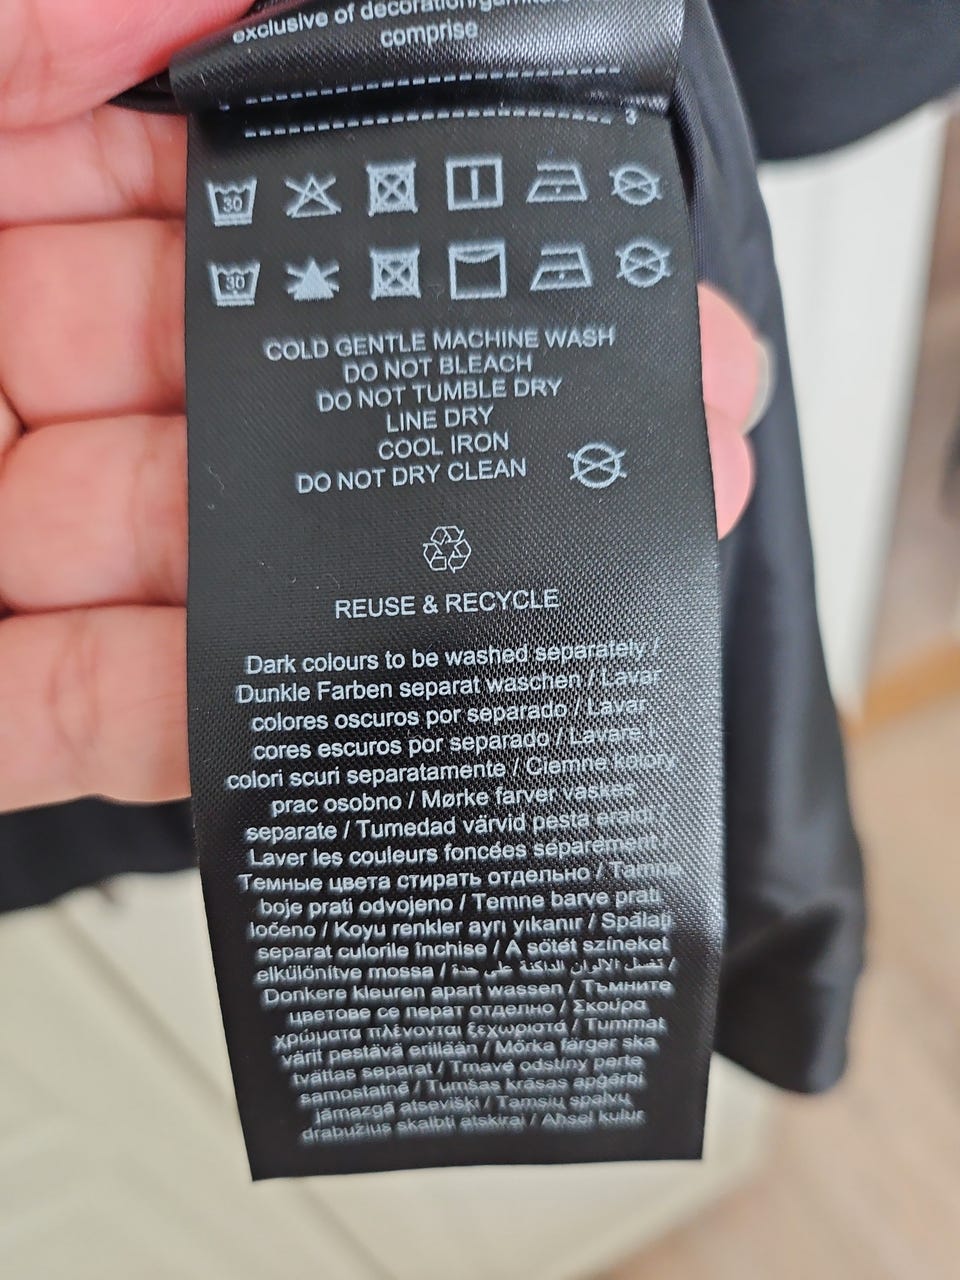 exclusive of
comprise
3
30
30
COLD GENTLE MACHINE WASH
DO NOT BLEACH
DO NOT TUMBLE DRY
LINE DRY
COOL IRON
DO NOT DRY CLEAN
REUSE & RECYCLE
Dark colours to be washed separately /
Dunkle Farben separat waschen / Lavar
colores oscuros por separado / Lavar
cores escuros por separado / Lavare i
colori scuri separatamente / Ciemne kolory
prac osobno / Mørke farver vaskes
separate / Tumedad värvid pesta eraldi /
Laver les couleurs foncées séparément /
Темные цвета стирать отдельно / Tamne
boje prati odvojeno / Temne barve prati
ločeno / Koyu renkler ayrı yıkanır / Spălați
separat culorile închise / A sötét színeket
elkülönítve mossa / تغسل الالوان الداكنة على حدة /
Donkere kleuren apart wassen / Тъмните
цветове се перат отделно / Σκούρα
χρώματα πλένονται ξεχωριστά / Tummat
värit pestävä erillään / Mörka färger ska
tvättas separat / Tmavé odstíny perte
samostatně / Tumšas krāsas apģērbi
jāmazgā atsevišķi / Tamsių spalvų
drabužius skalbti atskirai / Ahsel kulur